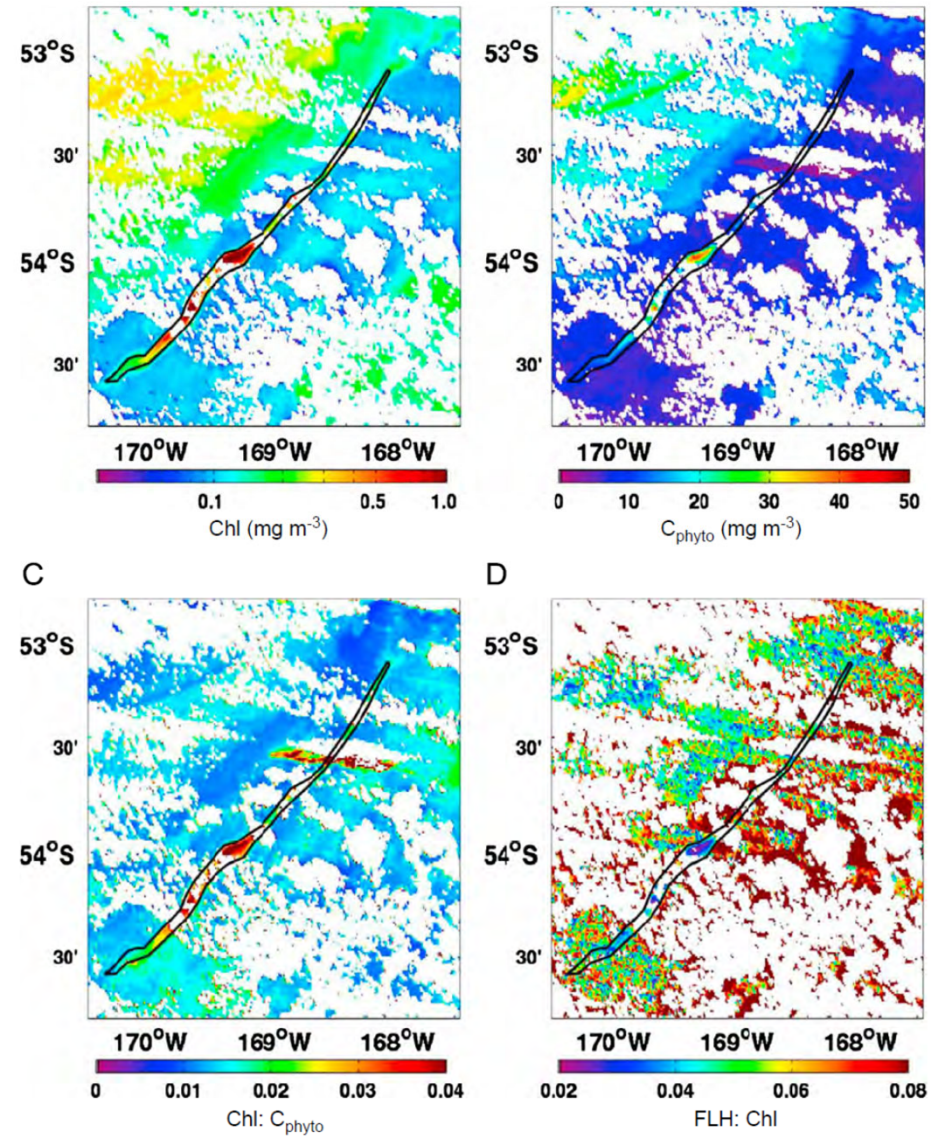 53°S
30'
54°S
30'
170°W 169°W 168°W
0.1 0.5 1.0
Chl (mg m-3)
53°S
30'
54°S
30'
170°W 169°W 168°W
0 10 20 30 40 50
Cphyto (mg m-3)
C
53°S
30'
54°S
30'
170°W 169°W 168°W
0 0.01 0.02 0.03 0.04
Chl: Cphyto
D
53°S
30'
54°S
30'
170°W 169°W 168°W
0.02 0.04 0.06 0.08
FLH: Chl